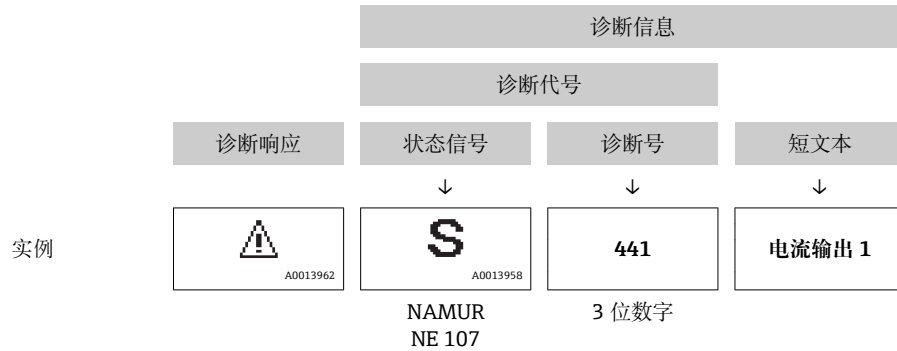 诊断信息
诊断代号
诊断响应 状态信号 诊断号 短文本
↓ ↓ ↓
实例 S 441 电流输出 1
A0013962 A0013958
NAMUR 3 位数字
NE 107